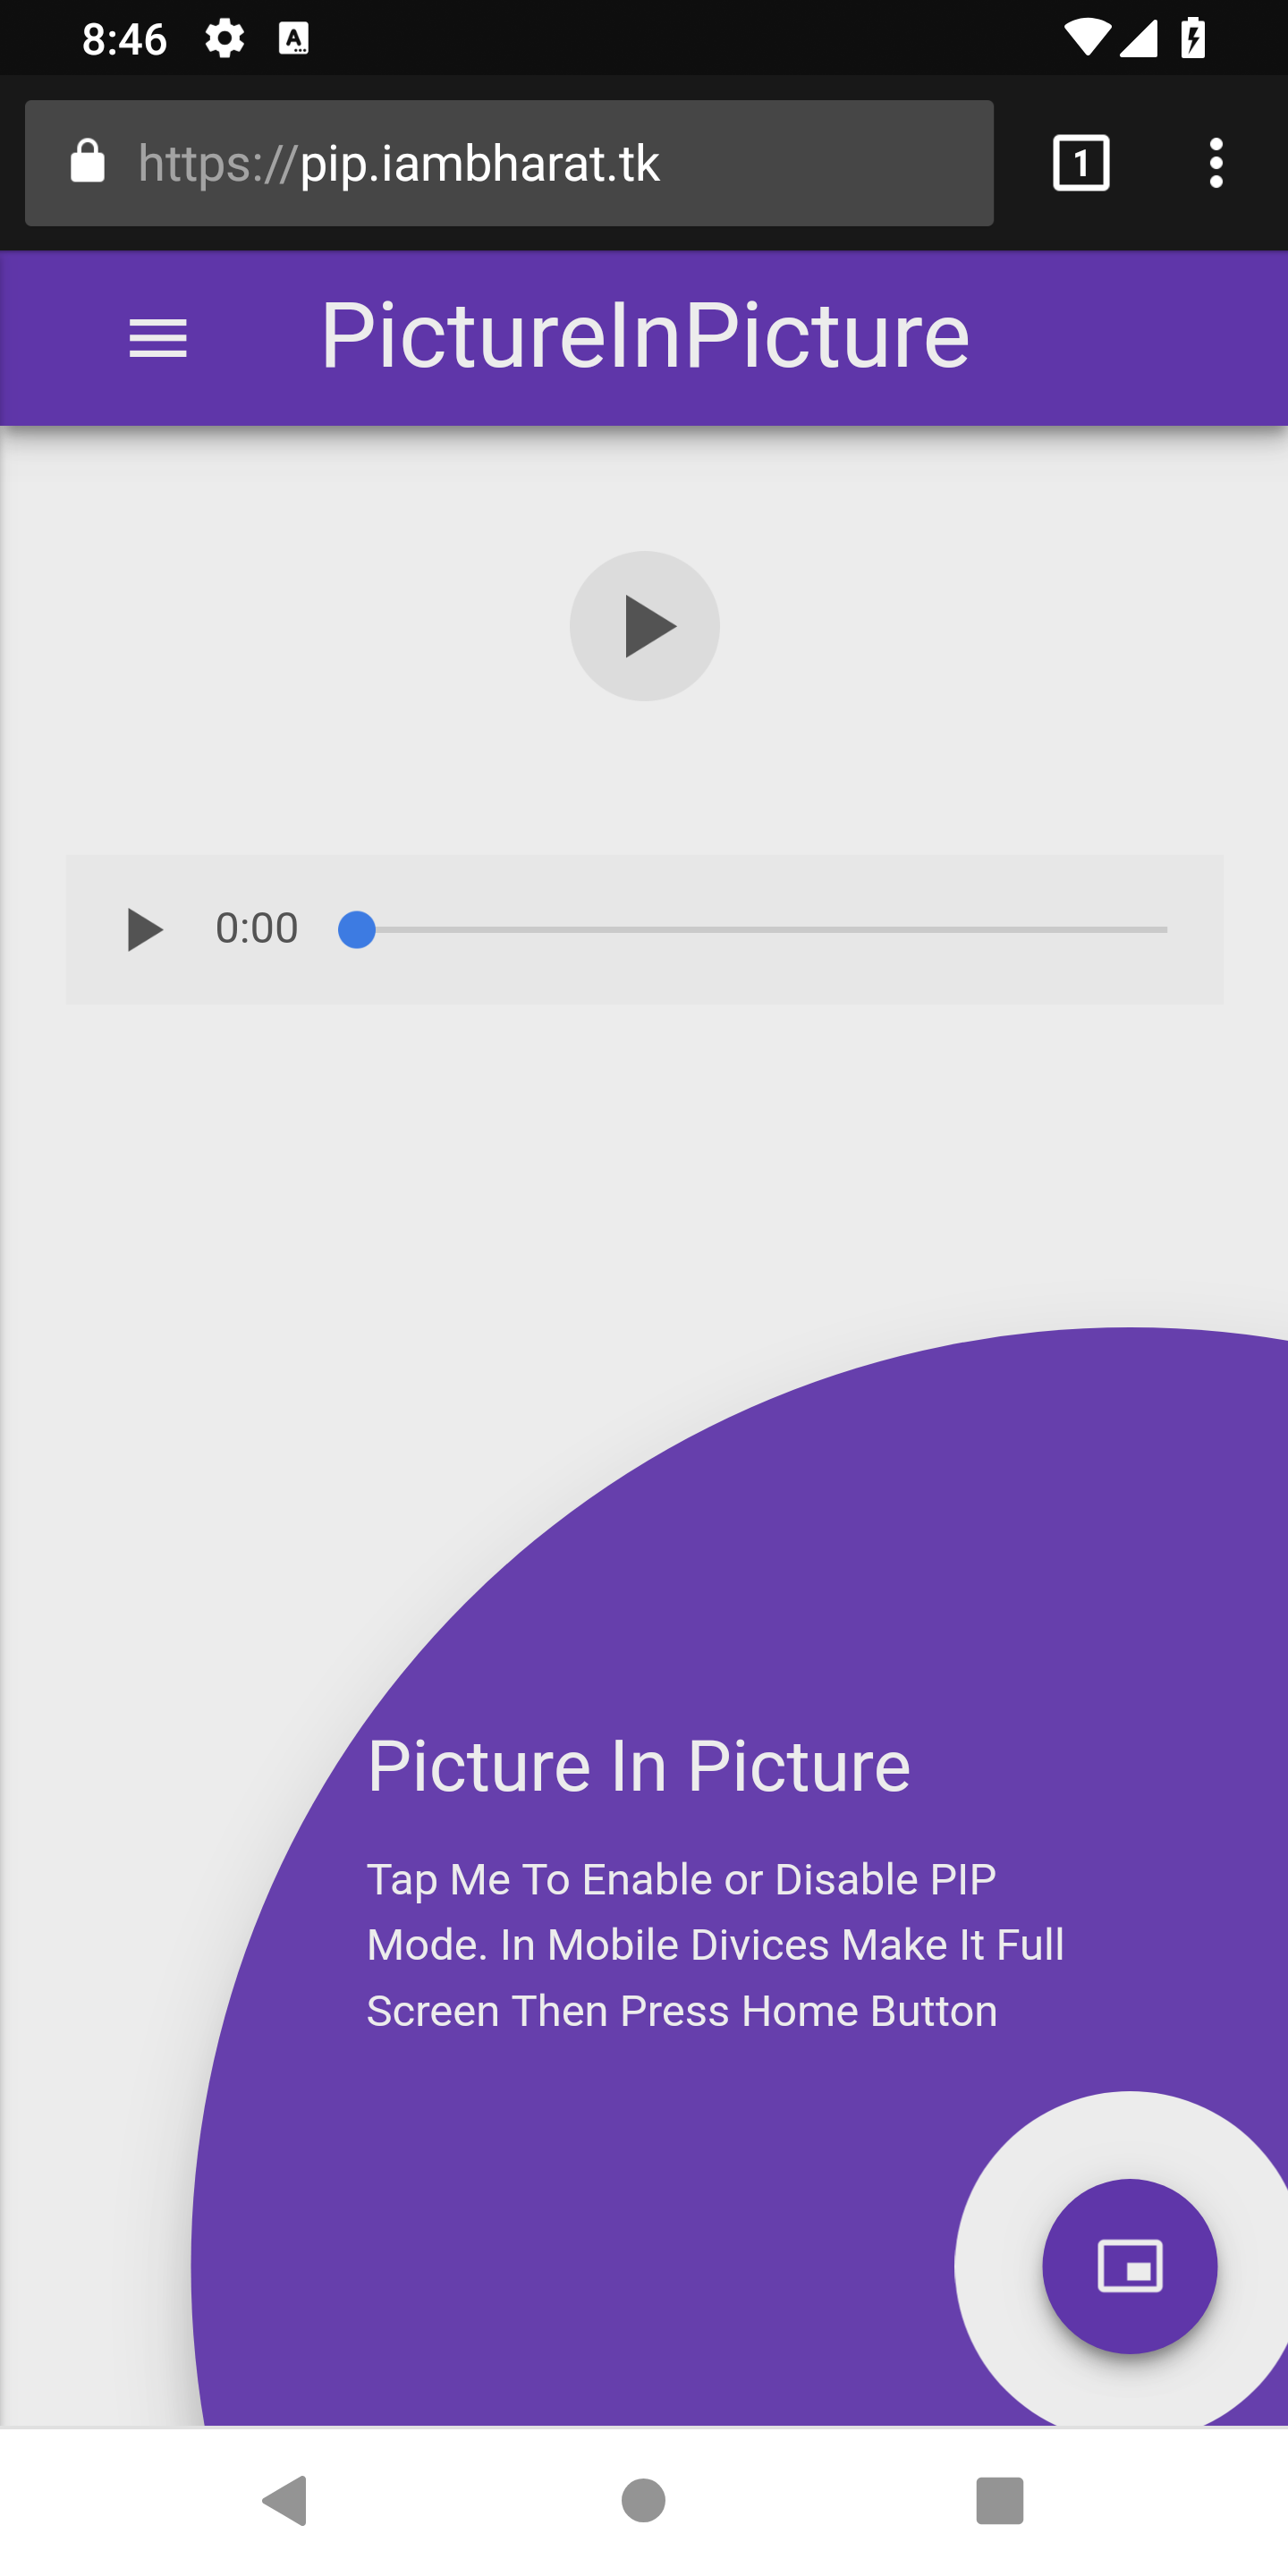 8:46
https://pip.iambharat.tk
1
PictureInPicture
0:00
Picture In Picture
Tap Me To Enable or Disable PIP
Mode. In Mobile Divices Make It Full
Screen Then Press Home Button